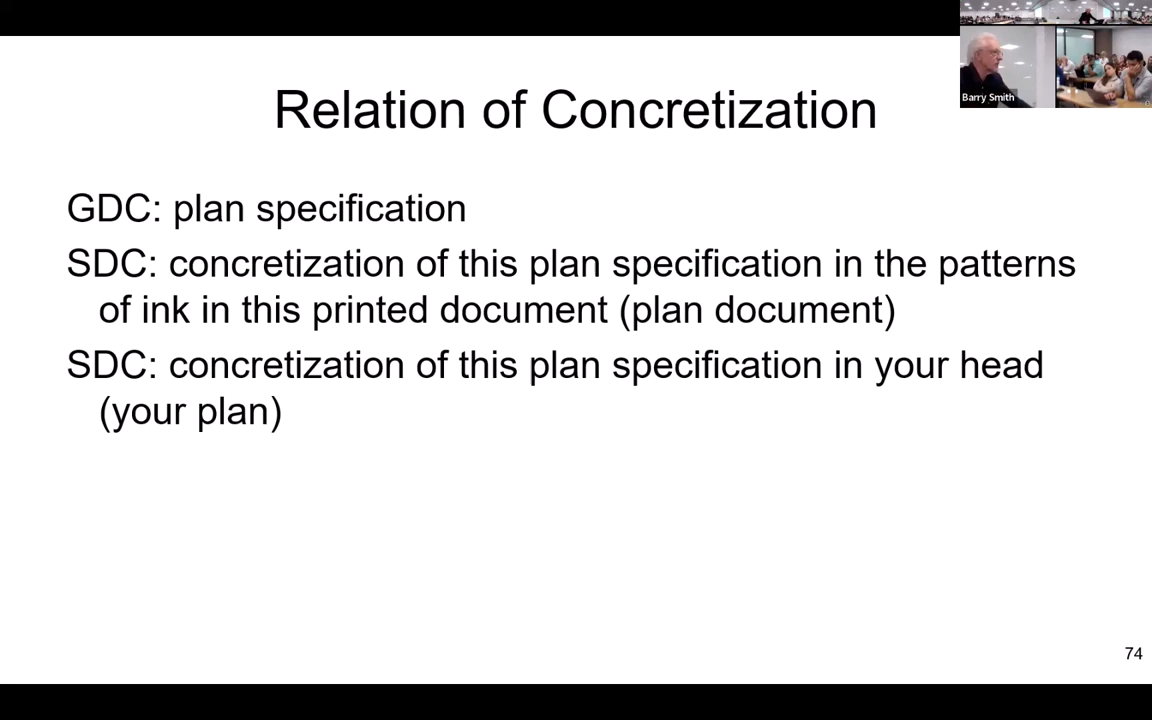 Barry Smith
Relation of Concretization
GDC: plan specification
SDC: concretization of this plan specification in the patterns
of ink in this printed document (plan document)
SDC: concretization of this plan specification in your head
(your plan)
74